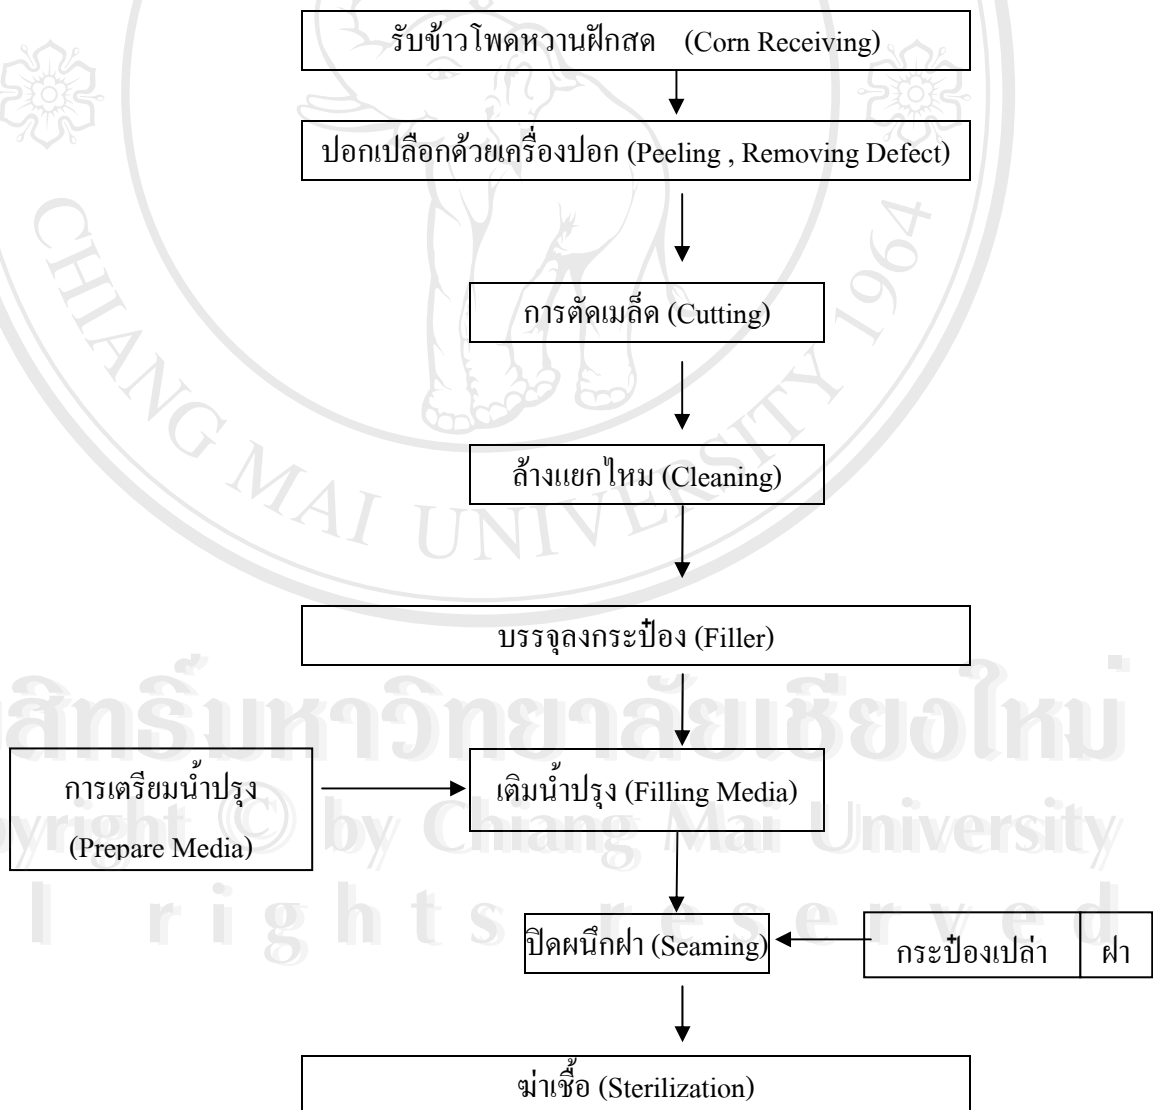 รับข้าวโพดหวานฝักสด (Corn Receiving)
ปอกเปลือกด้วยเครื่องปอก (Peeling , Removing Defect)
การตัดเมล็ด (Cutting)
ล้างแยกไหม (Cleaning)
บรรจุลงกระป๋อง (Filler)
การเตรียมน้ำปรุง
(Prepare Media)
เติมน้ำปรุง (Filling Media)
ปิดผนึกฝา (Seaming)
กระป๋องเปล่า ฝา
ฆ่าเชื้อ (Sterilization)
CHIANG MAI UNIVERSITY 1964
สิทธิ์มหาวิทยาลัยเชียงใหม่
yright © by Chiang Mai University
l rights reserved